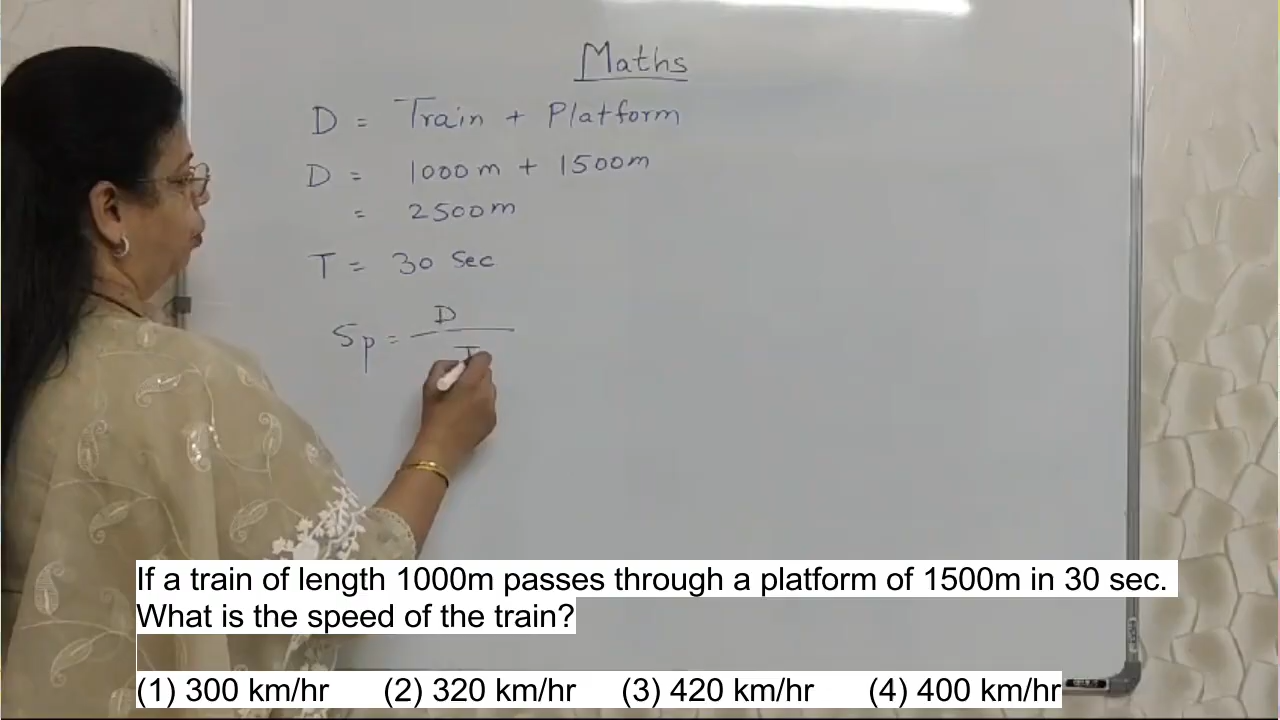 Maths
D = Train + Platform
D = 1000m + 1500m
= 2500m
T = 30 Sec
Sp = D
T
If a train of length 1000m passes through a platform of 1500m in 30 sec.
What is the speed of the train?
(1) 300 km/hr (2) 320 km/hr (3) 420 km/hr (4) 400 km/hr